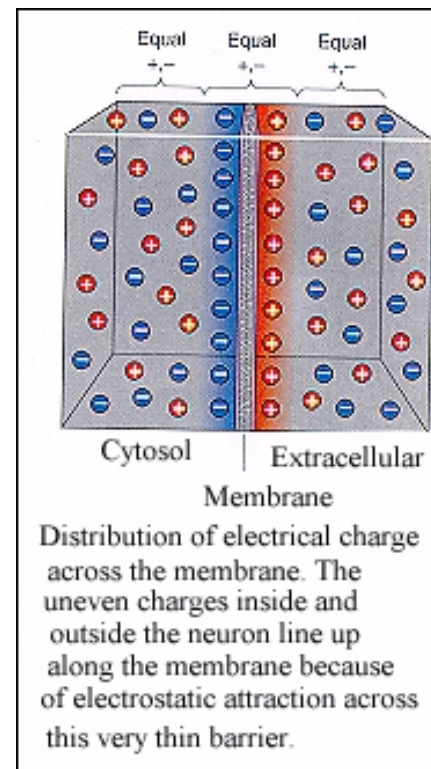 Equal Equal Equal
+,- +,- +,-
Cytosol Extracellular
Membrane
Distribution of electrical charge
across the membrane. The
uneven charges inside and
outside the neuron line up
along the membrane because
of electrostatic attraction across
this very thin barrier.